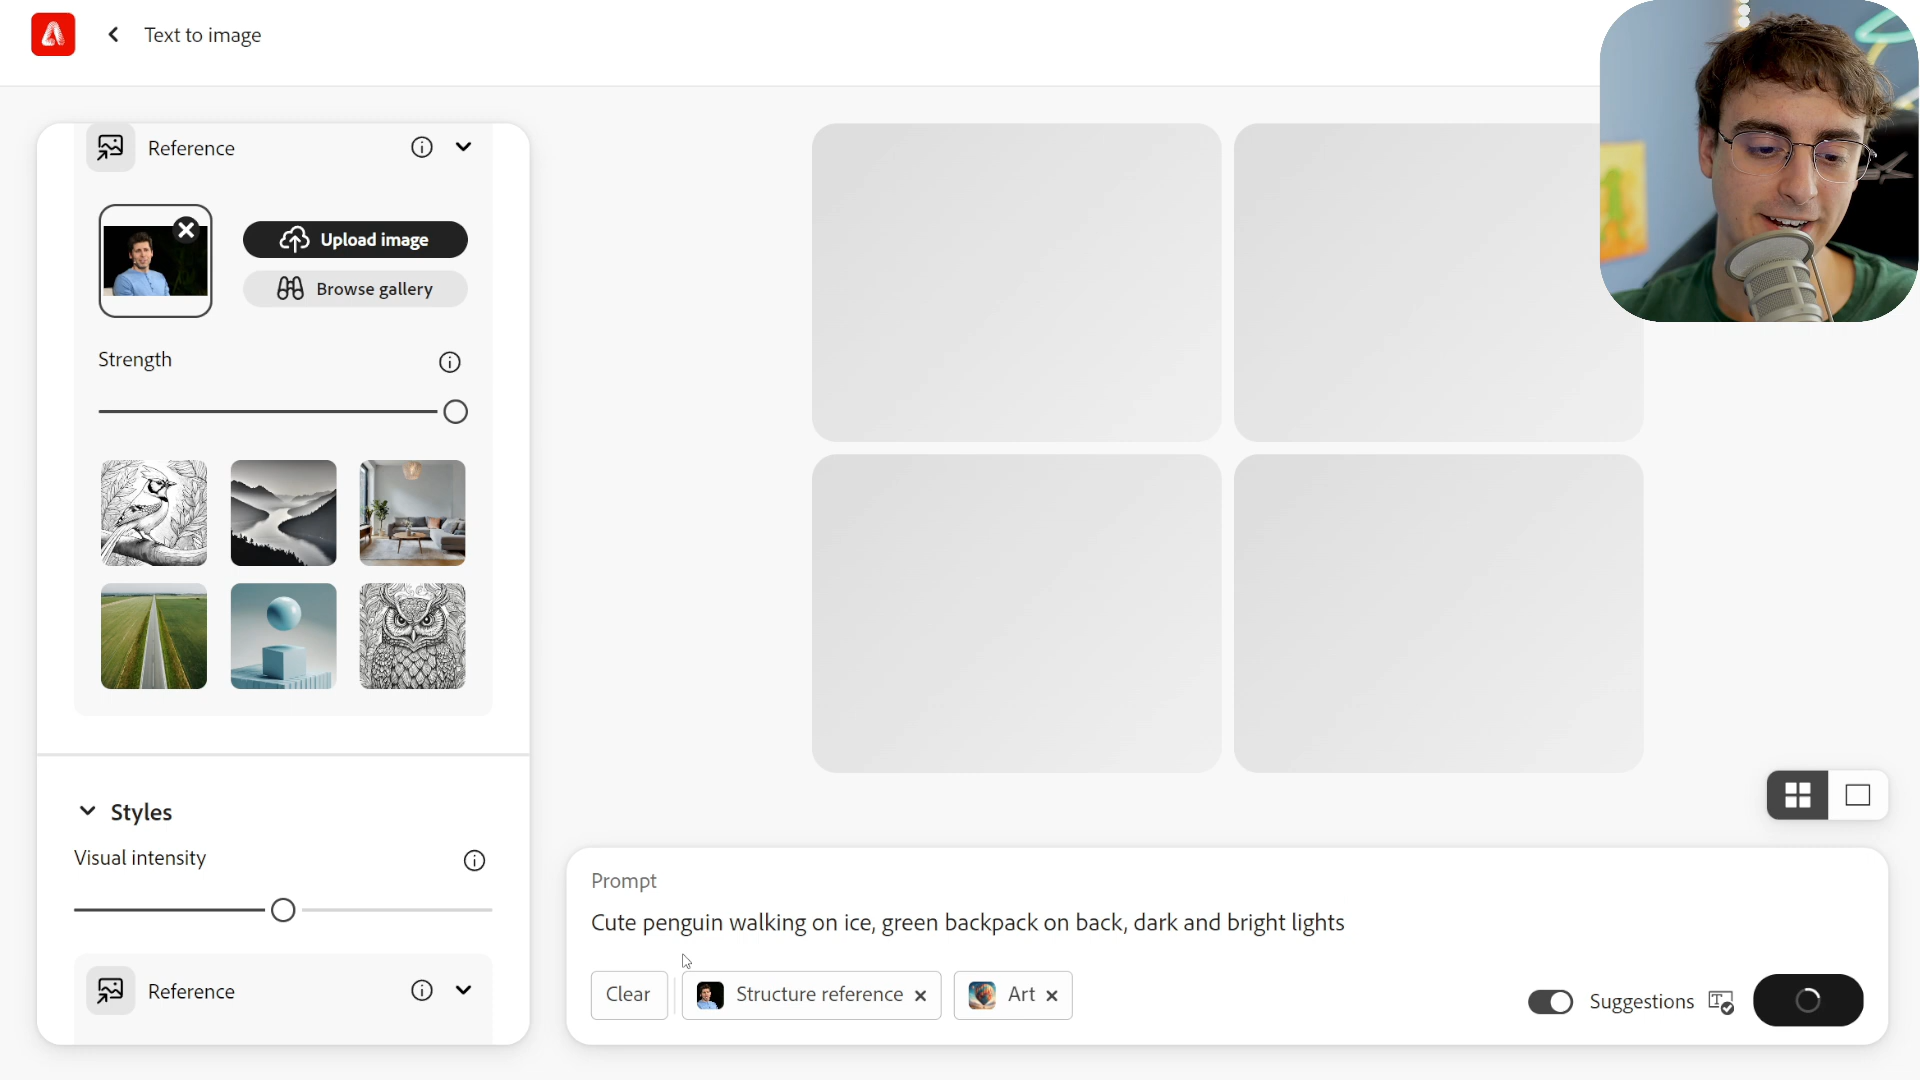 Text to image
Reference
Upload image
Browse gallery
Strength
Styles
Visual intensity
Reference
Prompt
Cute penguin walking on ice, green backpack on back, dark and bright lights
Clear
Structure reference
Art
Suggestions